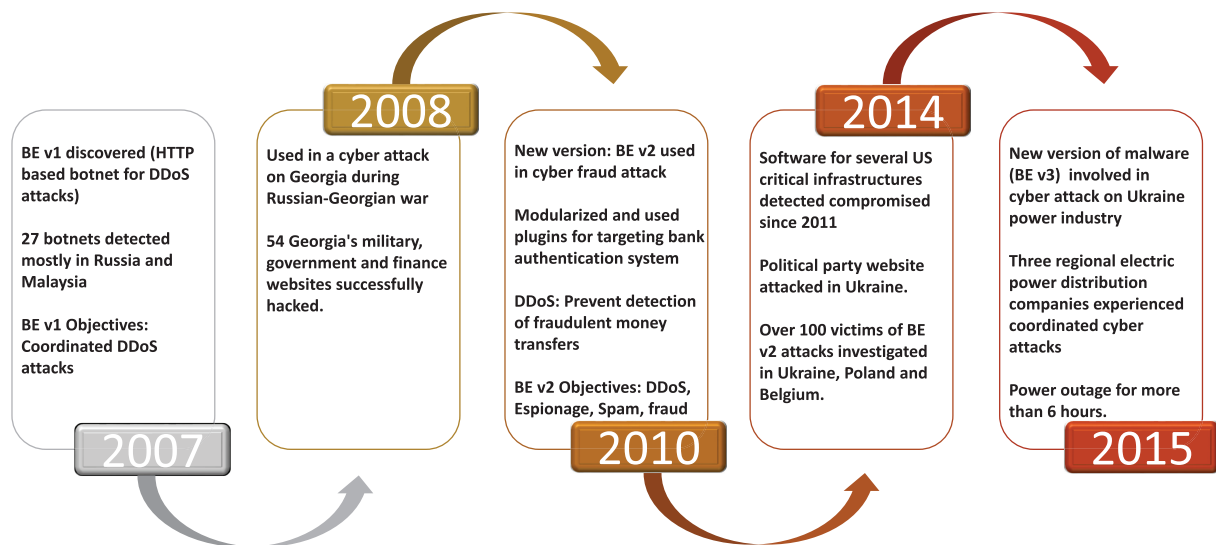 2007
BE v1 discovered (HTTP
based botnet for DDoS
attacks)
27 botnets detected
mostly in Russia and
Malaysia
BE v1 Objectives:
Coordinated DDoS
attacks
2008
Used in a cyber attack
on Georgia during
Russian-Georgian war
54 Georgia's military,
government and finance
websites successfully
hacked.
2010
New version: BE v2 used
in cyber fraud attack
Modularized and used
plugins for targeting bank
authentication system
DDoS: Prevent detection
of fraudulent money
transfers
BE v2 Objectives: DDoS,
Espionage, Spam, fraud
2014
Software for several US
critical infrastructures
detected compromised
since 2011
Political party website
attacked in Ukraine.
Over 100 victims of BE
v2 attacks investigated
in Ukraine, Poland and
Belgium.
2015
New version of malware
(BE v3) involved in
cyber attack on Ukraine
power industry
Three regional electric
power distribution
companies experienced
coordinated cyber
attacks
Power outage for more
than 6 hours.